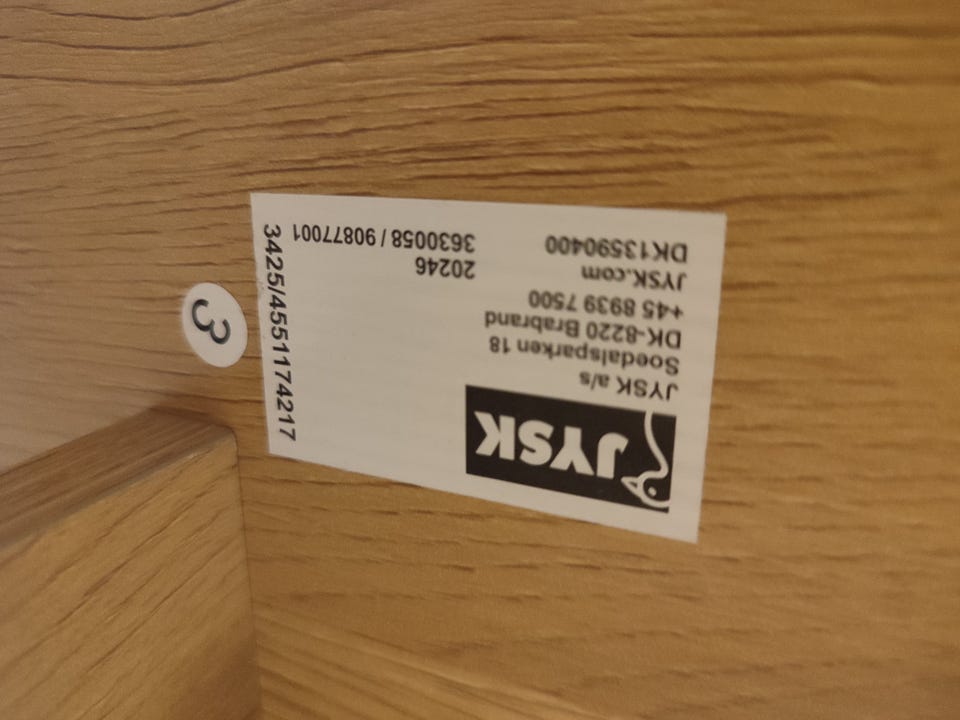 JYSK
JYSK a/s
Soedalsparken 18
DK-8220 Brabrand
+45 8939 7500
JYSK.com
DK13590400
20246
3630058 / 90877001
3425/4551174217
3